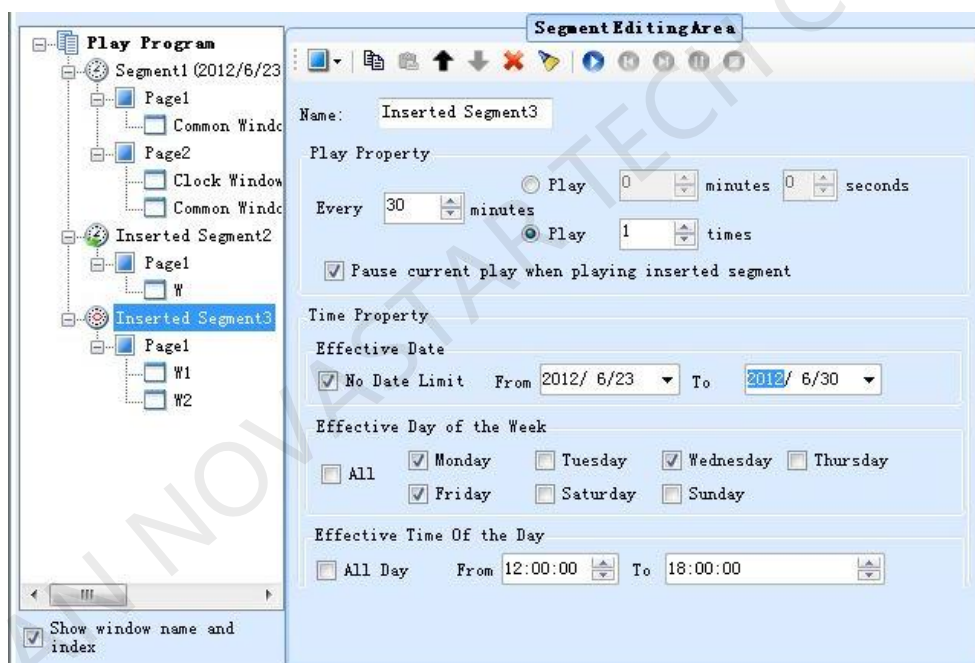 Segment Editing Area
Play Program
Segment1 (2012/6/23
Page1
Common Windo
Page2
Clock Window
Common Windo
Inserted Segment2
Page1
W
Inserted Segment3
Page1
W1
W2
Show window name and
index
Name: Inserted Segment3
Play Property
Play 0 minutes 0 seconds
Every 30 minutes
Play 1 times
Pause current play when playing inserted segment
Time Property
Effective Date
No Date Limit From 2012/ 6/23 To 2012/ 6/30
Effective Day of the Week
All
Monday Tuesday Wednesday Thursday
Friday Saturday Sunday
Effective Time Of the Day
All Day From 12:00:00 To 18:00:00
AN NOVASTAR TECH C